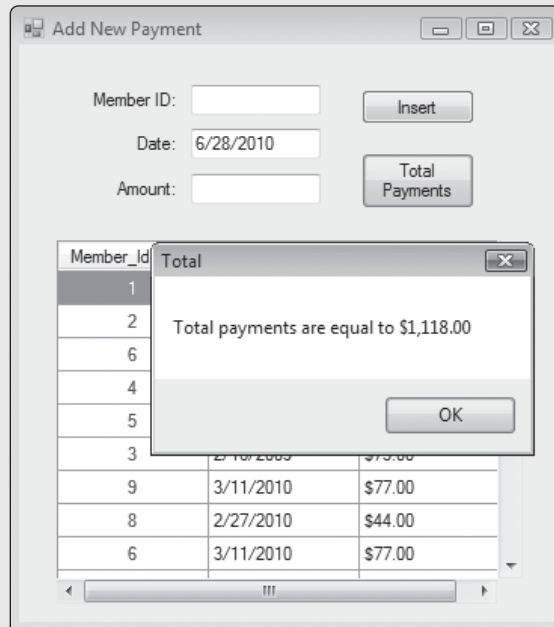 Add New Payment
Member ID:
Insert
Date: 6/28/2010
Total
Payments
Amount:
Member_Id
Total
Total payments are equal to $1,118.00
OK
1
2
6
4
5
3
9 3/11/2010 $77.00
8 2/27/2010 $44.00
6 3/11/2010 $77.00